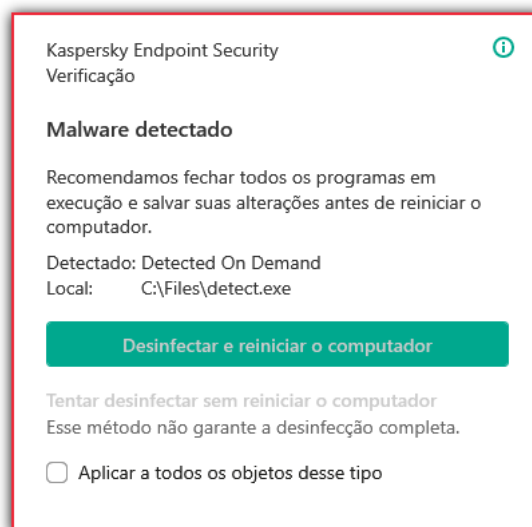 Kaspersky Endpoint Security
Verificação
Malware detectado
Recomendamos fechar todos os programas em
execução e salvar suas alterações antes de reiniciar o
computador.
Detectado: Detected On Demand
Local: C:\Files\detect.exe
Desinfectar e reiniciar o computador
Tentar desinfectar sem reiniciar o computador
Esse método não garante a desinfecção completa.
Aplicar a todos os objetos desse tipo